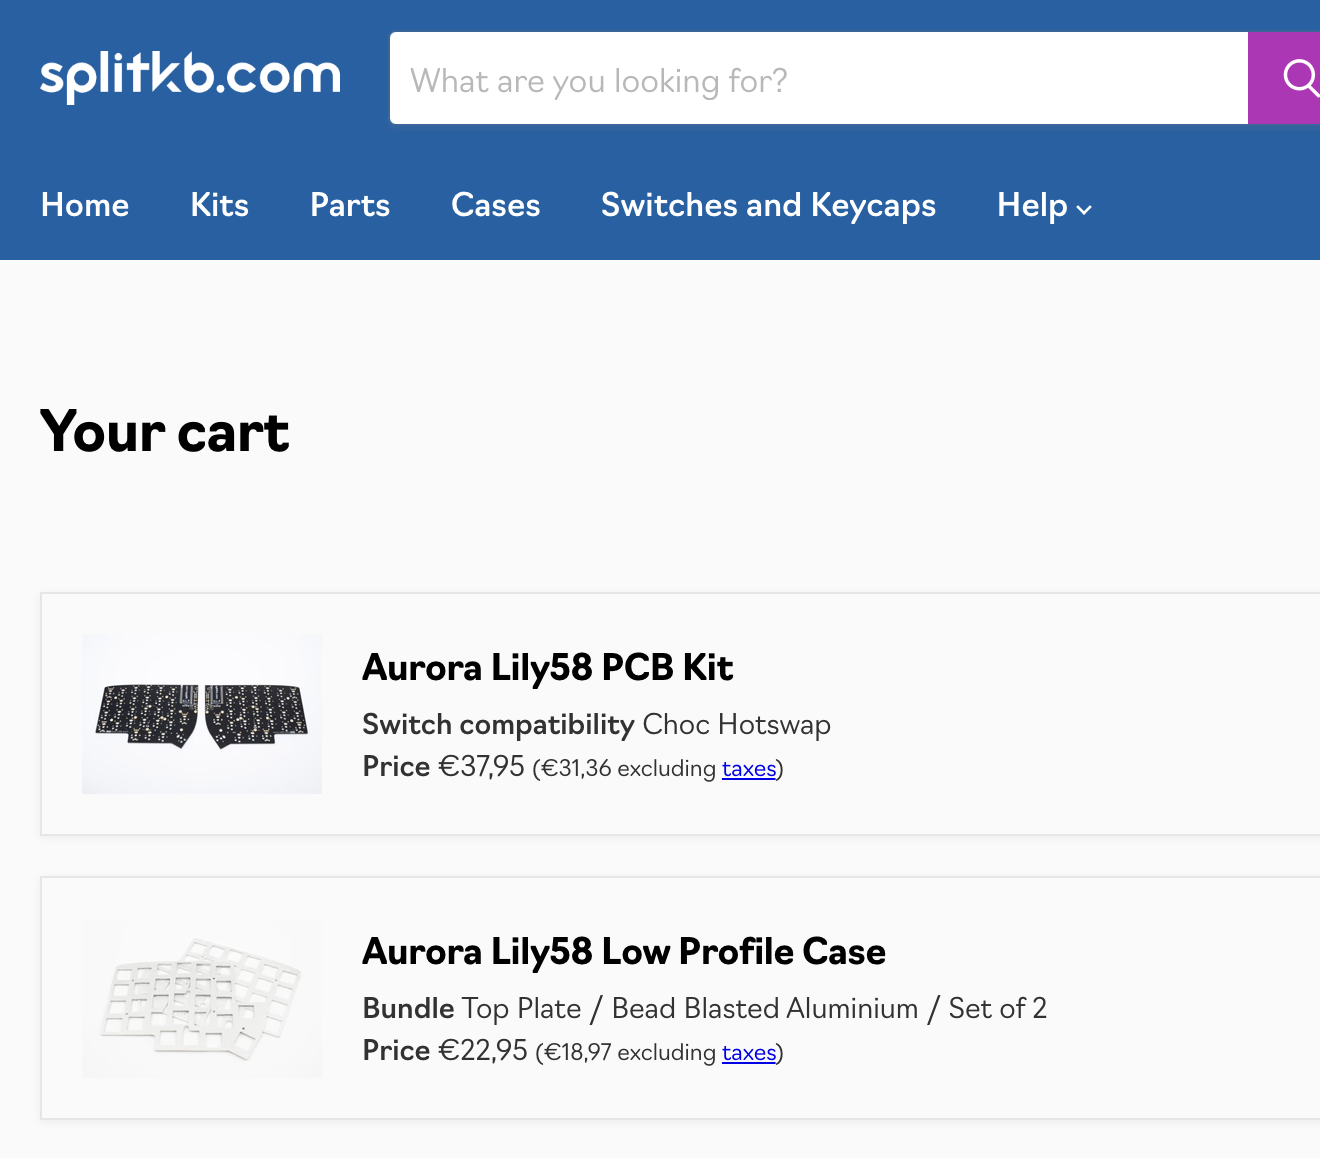 splitkb.com
What are you looking for?
Home Kits Parts Cases Switches and Keycaps Help
Your cart
Aurora Lily58 PCB Kit
Switch compatibility Choc Hotswap
Price €37,95 (€31,36 excluding taxes)
Aurora Lily58 Low Profile Case
Bundle Top Plate / Bead Blasted Aluminium / Set of 2
Price €22,95 (€18,97 excluding taxes)